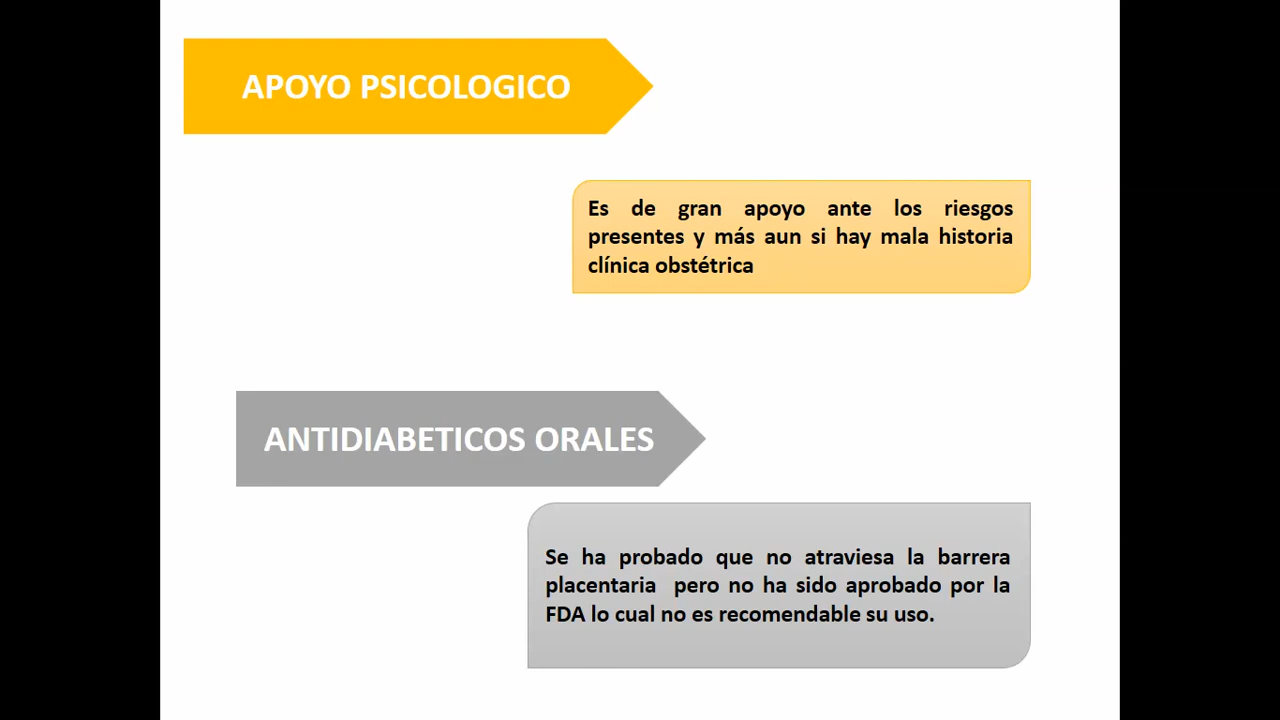 APOYO PSICOLOGICO
Es de gran apoyo ante los riesgos
presentes y más aun si hay mala historia
clínica obstétrica
ANTIDIABETICOS ORALES
Se ha probado que no atraviesa la barrera
placentaria pero no ha sido aprobado por la
FDA lo cual no es recomendable su uso.